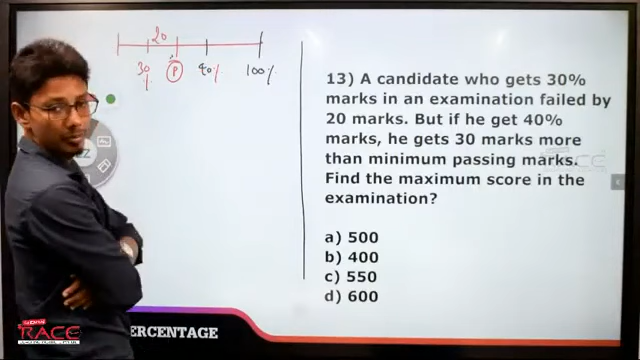 20
30 % P 40% 100%
13) A candidate who gets 30%
marks in an examination failed by
20 marks. But if he get 40%
marks, he gets 30 marks more
than minimum passing marks.
Find the maximum score in the
examination?
a) 500
b) 400
c) 550
d) 600
RACE
ERCENTAGE